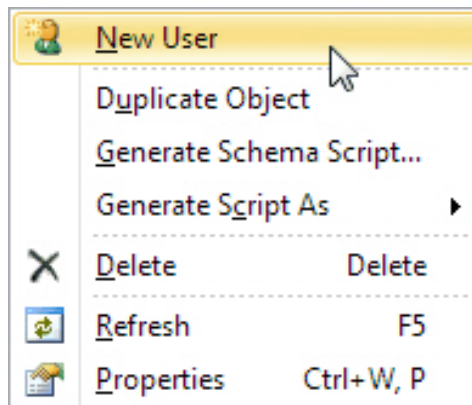 New User
Duplicate Object
Generate Schema Script...
Generate Script As
Delete Delete
Refresh F5
Properties Ctrl+W, P